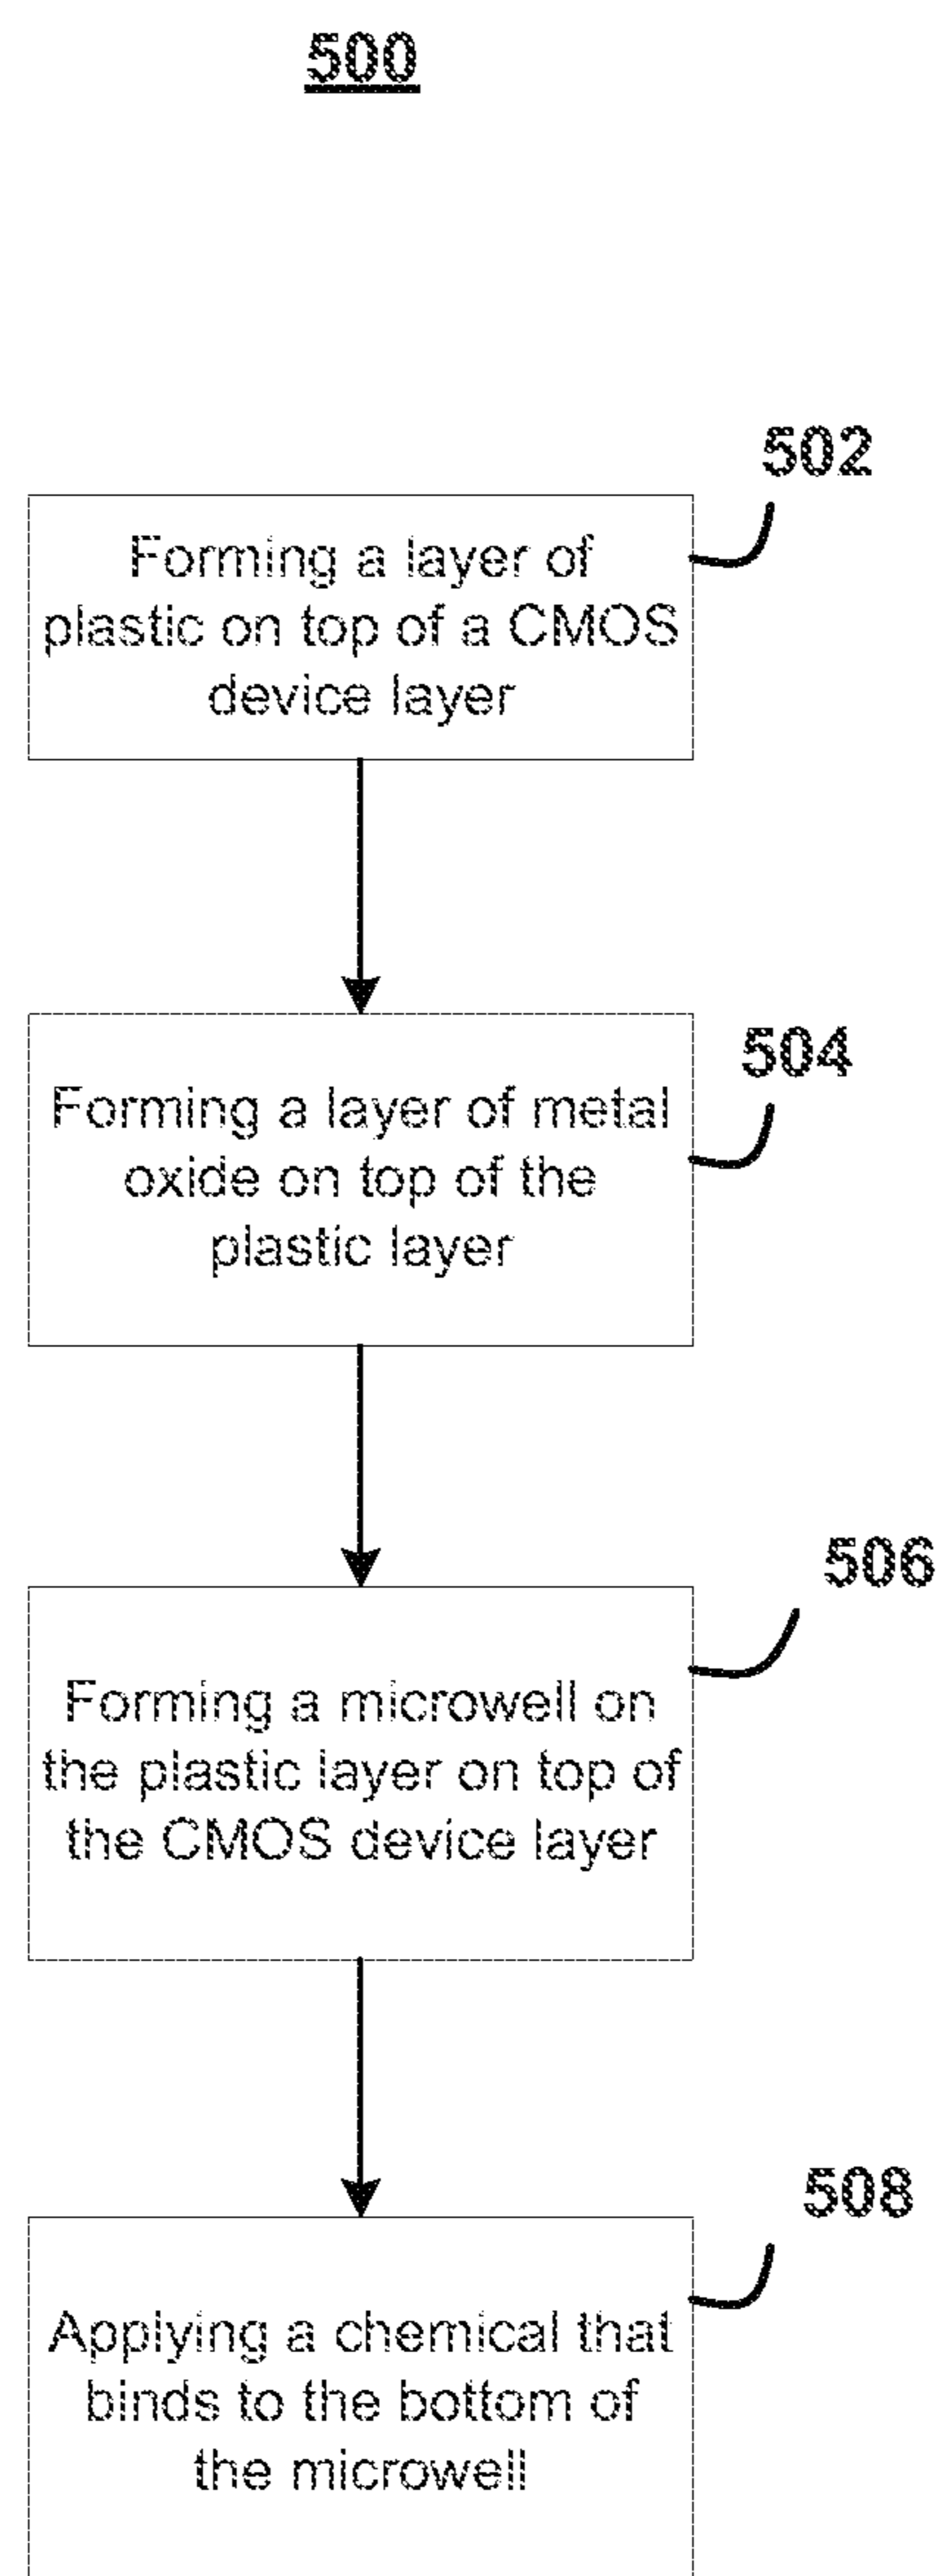 500
502
Forming a layer of
plastic on top of a CMOS
device layer
504
Forming a layer of metal
oxide on top of the
plastic layer
506
Forming a microwell on
the plastic layer on top of
the CMOS device layer
508
Applying a chemical that
binds to the bottom of
the microwell